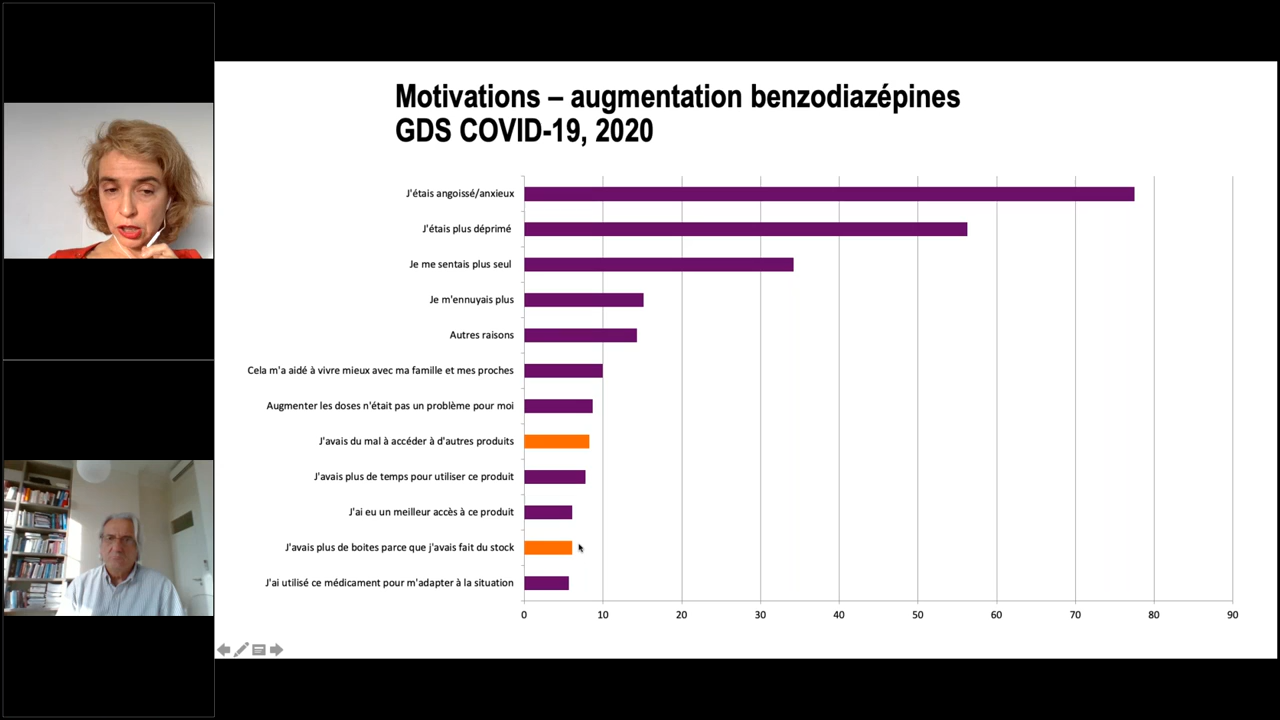 Motivations – augmentation benzodiazépines
GDS COVID-19, 2020
J'étais angoissé/anxieux
J'étais plus déprimé
Je me sentais plus seul
Je m'ennuyais plus
Autres raisons
Cela m'a aidé à vivre mieux avec ma famille et mes proches
Augmenter les doses n'était pas un problème pour moi
J'avais du mal à accéder à d'autres produits
J'avais plus de temps pour utiliser ce produit
J'ai eu un meilleur accès à ce produit
J'avais plus de boites parce que j'avais fait du stock
J'ai utilisé ce médicament pour m'adapter à la situation
0 10 20 30 40 50 60 70 80 90